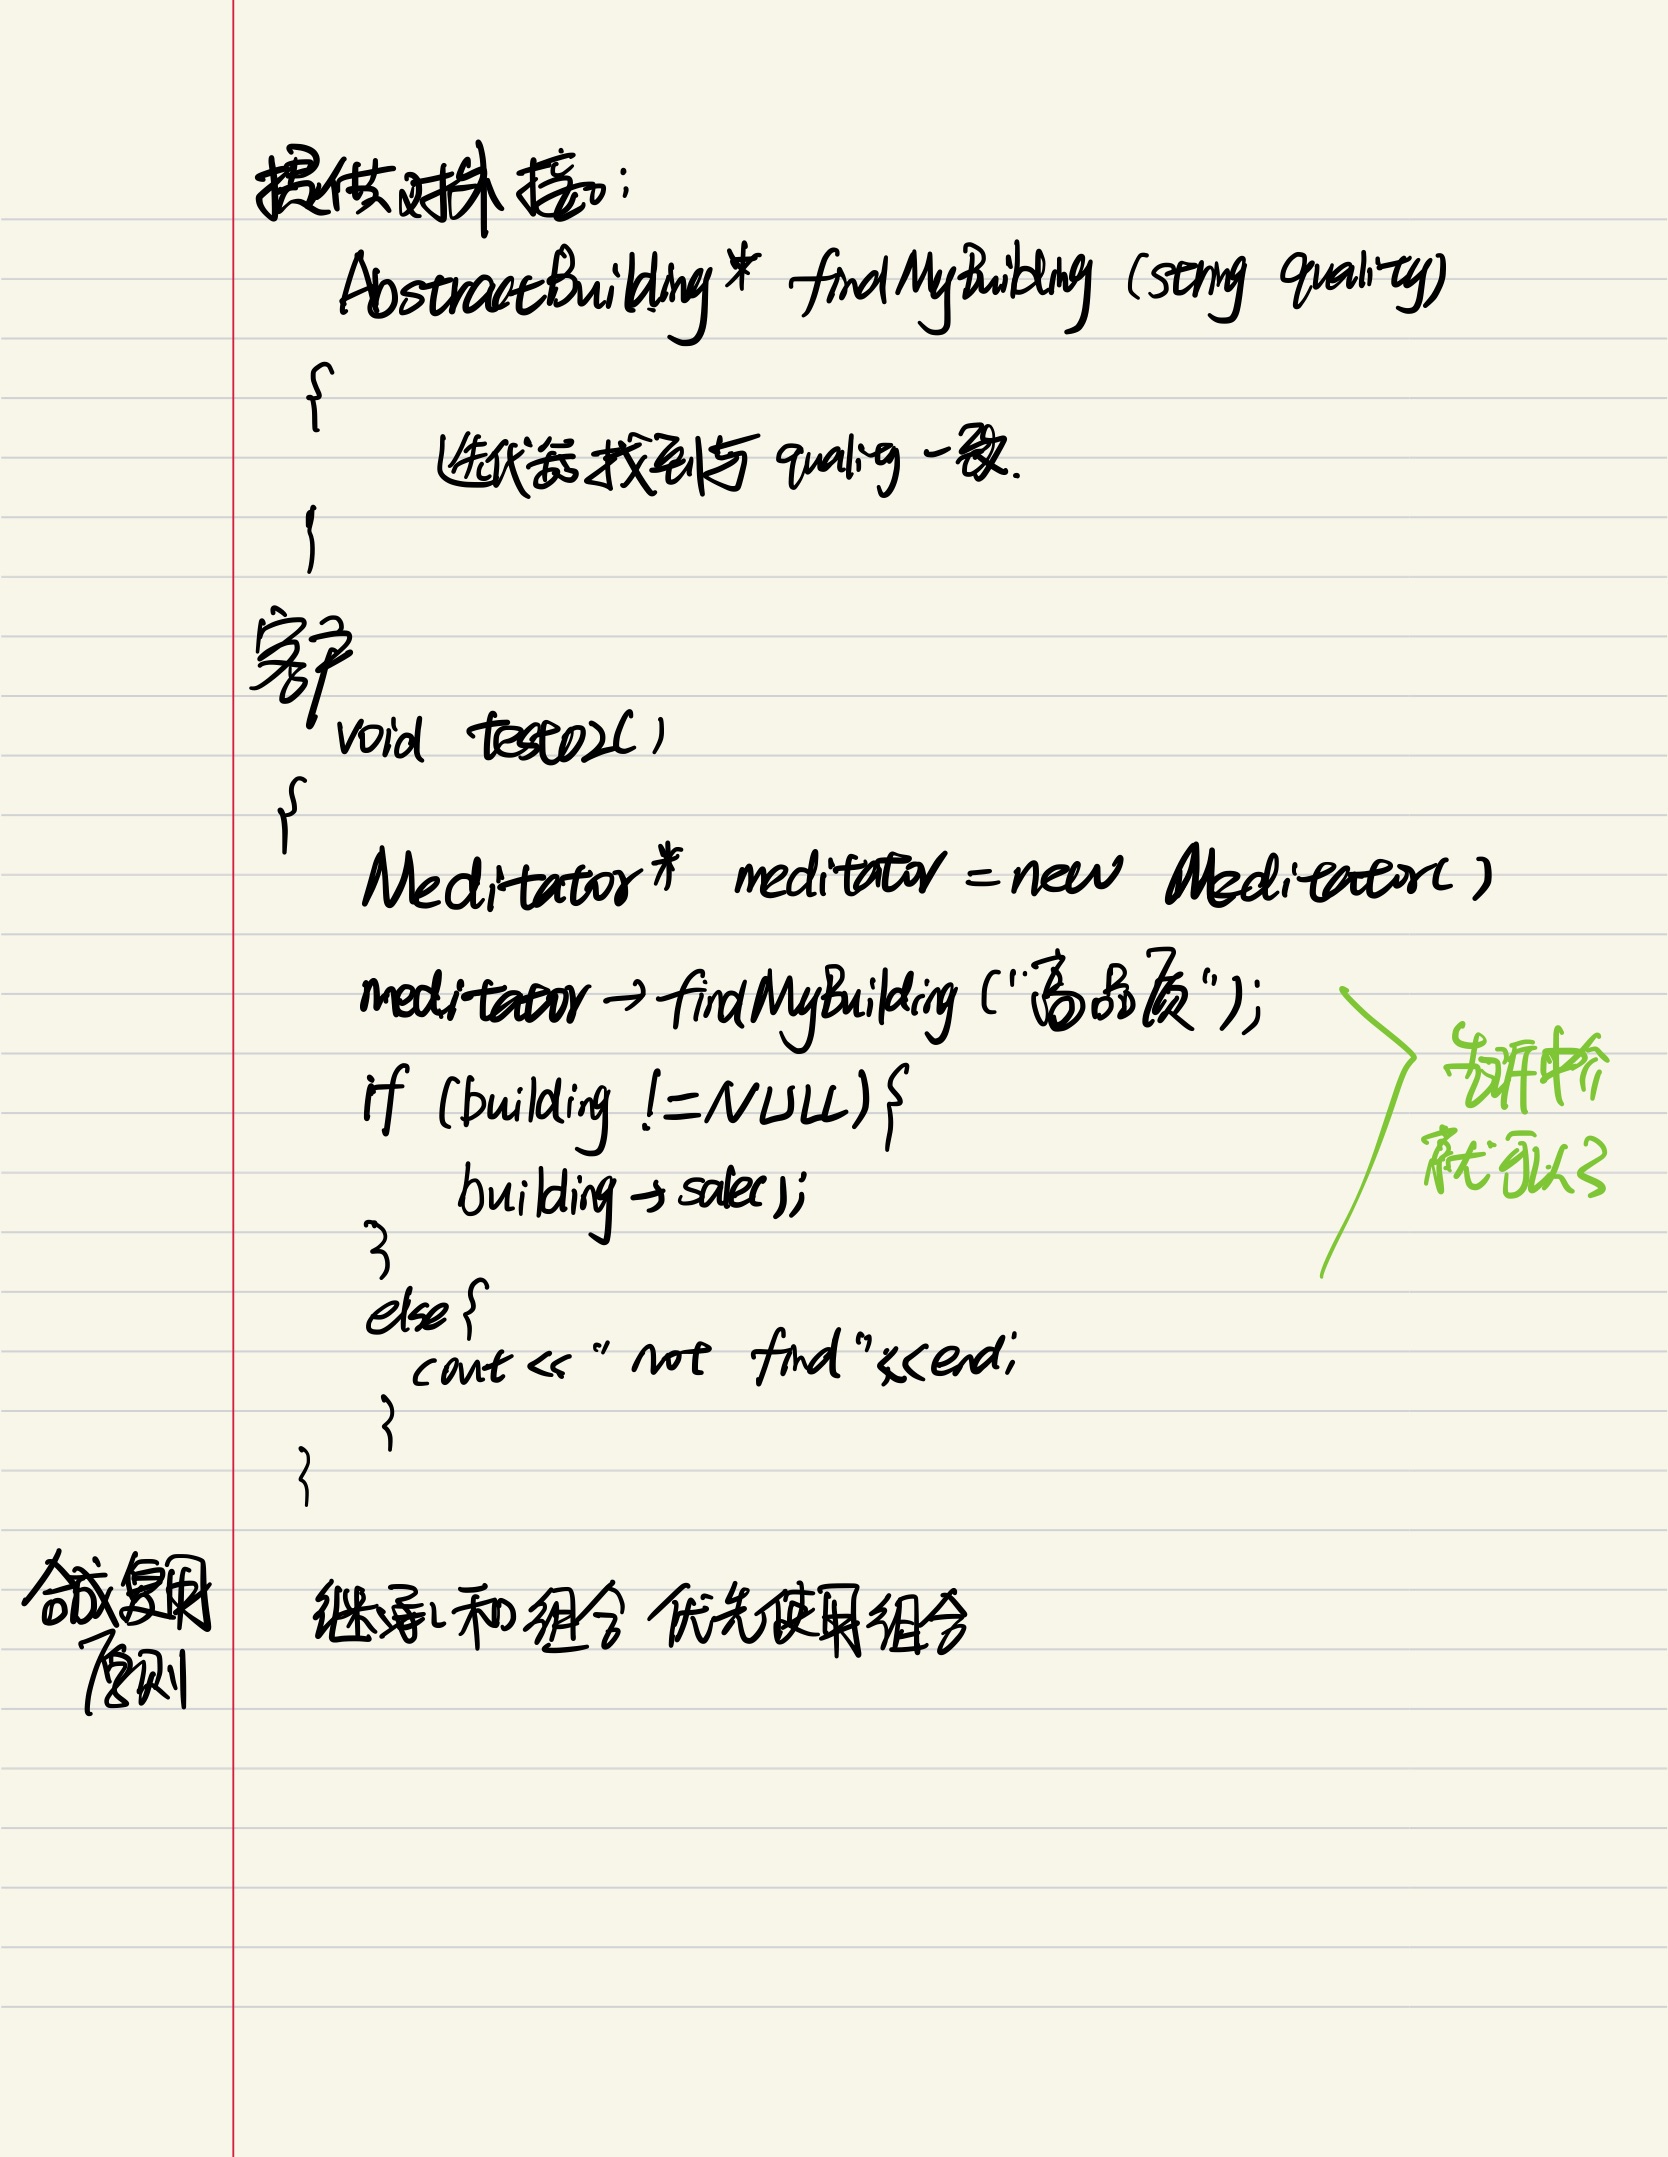 提供对外接口:
AbstractBuilding* findMyBuilding (string quality)
{
迭代器找到与 quality 一致.
}
客户
void test02()
{
Meditator* meditator = new Meditator()
meditator → findMyBuilding ("高品质");
if (building != NULL) {
building → sale();
}
else {
cout << "not find" << end;
}
}
告诉中介
就可以了
合成复用
原则
继承和组合 优先使用组合